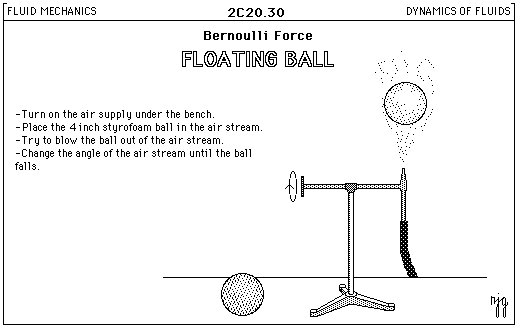 FLUID MECHANICS
2C20.30
DYNAMICS OF FLUIDS
Bernoulli Force
FLOATING BALL
-Turn on the air supply under the bench.
-Place the 4 inch styrofoam ball in the air stream.
-Try to blow the ball out of the air stream.
-Change the angle of the air stream until the ball
falls.